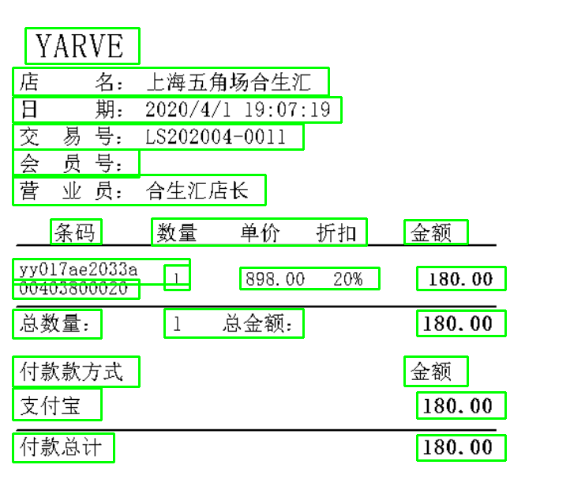 YARVE
店 名: 上海五角场合生汇
日 期: 2020/4/1 19:07:19
交 易 号: LS202004-0011
会 员 号:
营 业 员: 合生汇店长
条码 数量 单价 折扣 金额
yy017ae2033a 1 898.00 20% 180.00
00403800020
总数量: 1 总金额: 180.00
付款款方式 金额
支付宝 180.00
付款总计 180.00